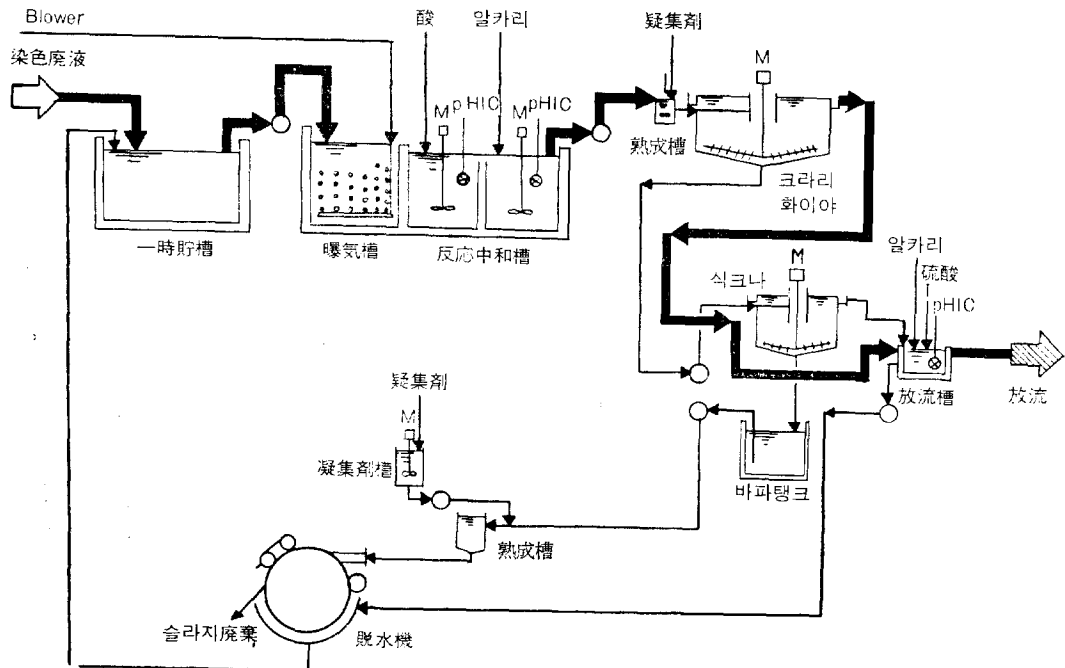 Blower
染色廃液
酸
알카리
M
pHIC
M
pHIC
疑集剤
M
熟成槽
크라리
화이야
一時貯槽
曝気槽
反応中和槽
식크나
M
알카리
硫酸
pHIC
放流槽
放流
疑集剤
M
凝集剤槽
바파탱크
熟成槽
슬라지廃棄
脱水機